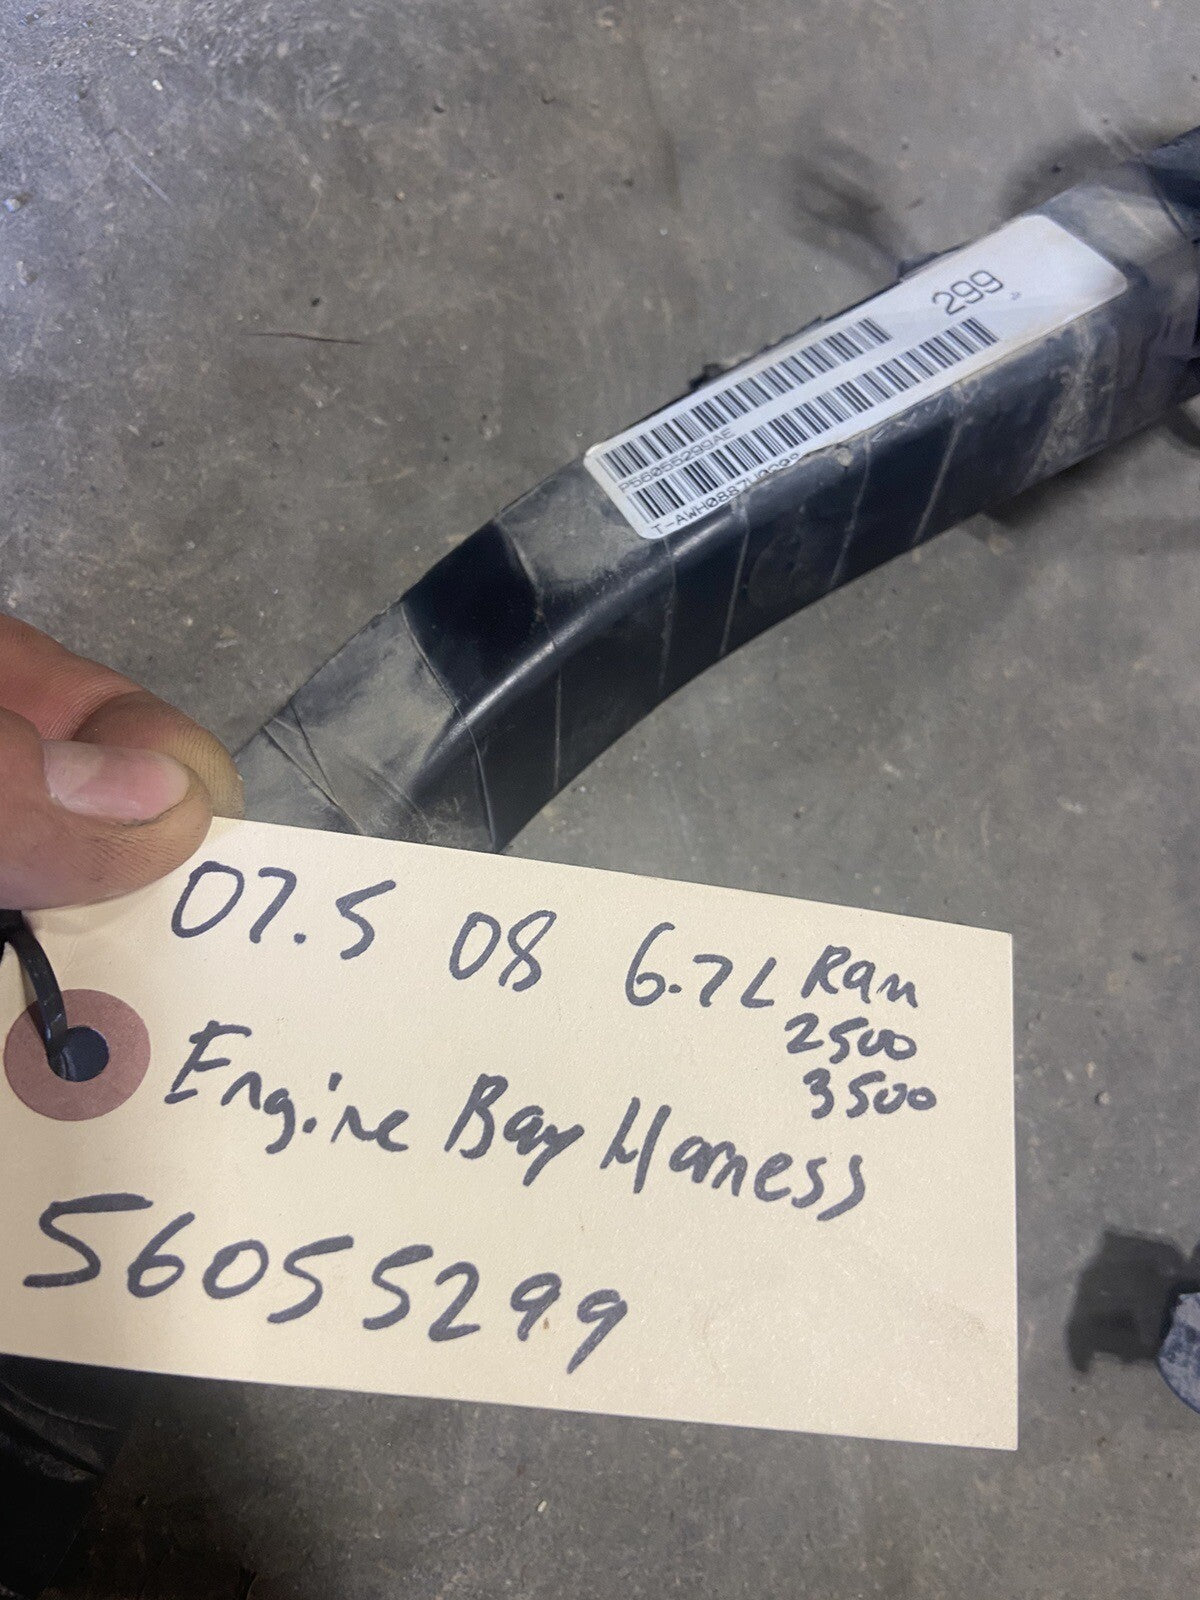 299
P56055299AE
07.5 08 6.7L Ram
2500
3500
Engine Bay Harness
56055299